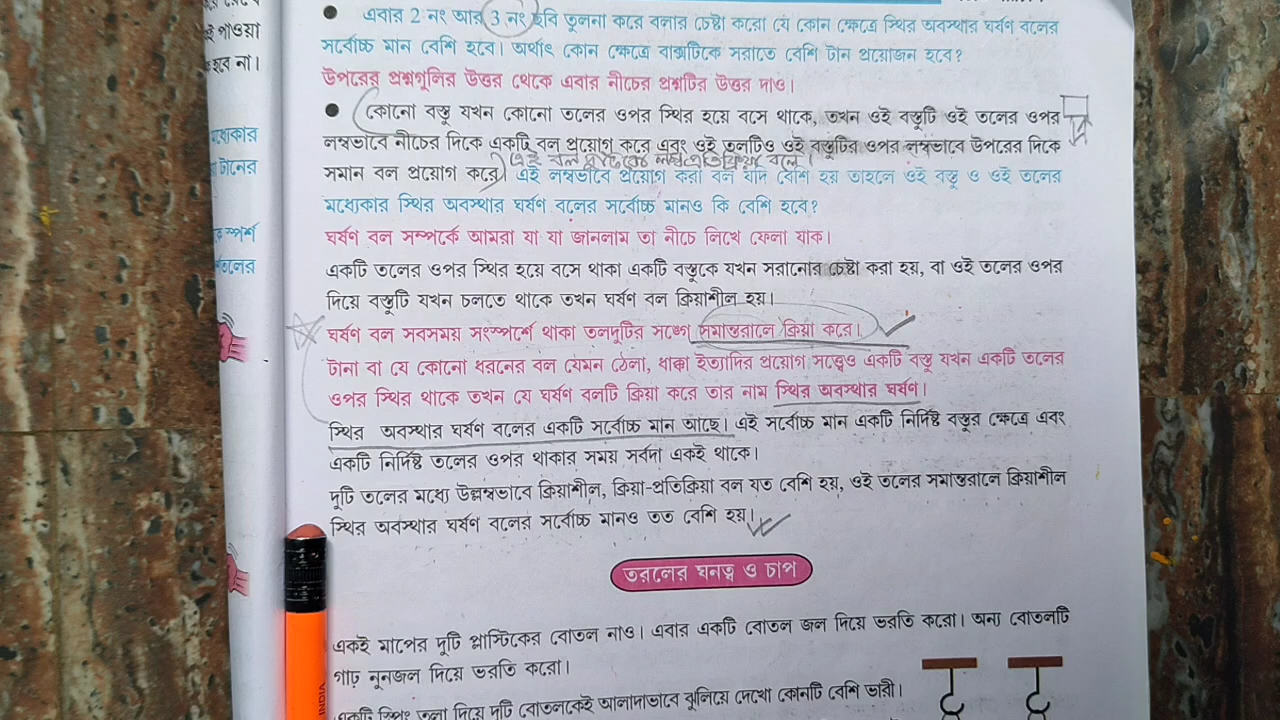 এবার 2 নং আর 3 নং ছবি তুলনা করে বলার চেষ্টা করো যে কোন ক্ষেত্রে স্থির অবস্থার ঘর্ষণ বলের
সর্বোচ্চ মান বেশি হবে। অর্থাৎ কোন ক্ষেত্রে বাক্সটিকে সরাতে বেশি টান প্রয়োজন হবে?
উপরের প্রশ্নগুলির উত্তর থেকে এবার নীচের প্রশ্নটির উত্তর দাও।
কোনো বস্তু যখন কোনো তলের ওপর স্থির হয়ে বসে থাকে, তখন ওই বস্তুটি ওই তলের ওপর
লম্বভাবে নীচের দিকে একটি বল প্রয়োগ করে এবং ওই তলটিও ওই বস্তুটির ওপর লম্বভাবে উপরের দিকে
এই বল লম্ব প্রতিক্রিয়া বলে।
সমান বল প্রয়োগ করে। এই লম্বভাবে প্রয়োগ করা বল যদি বেশি হয় তাহলে ওই বস্তু ও ওই তলের
মধ্যেকার স্থির অবস্থার ঘর্ষণ বলের সর্বোচ্চ মানও কি বেশি হবে?
ঘর্ষণ বল সম্পর্কে আমরা যা যা জানলাম তা নীচে লিখে ফেলা যাক।
একটি তলের ওপর স্থির হয়ে বসে থাকা একটি বস্তুকে যখন সরানোর চেষ্টা করা হয়, বা ওই তলের ওপর
দিয়ে বস্তুটি যখন চলতে থাকে তখন ঘর্ষণ বল ক্রিয়াশীল হয়।
ঘর্ষণ বল সবসময় সংস্পর্শে থাকা তলদুটির সঙ্গে সমান্তরালে ক্রিয়া করে।
টানা বা যে কোনো ধরনের বল যেমন ঠেলা, ধাক্কা ইত্যাদির প্রয়োগ সত্ত্বেও একটি বস্তু যখন একটি তলের
ওপর স্থির থাকে তখন যে ঘর্ষণ বলটি ক্রিয়া করে তার নাম স্থির অবস্থার ঘর্ষণ।
স্থির অবস্থার ঘর্ষণ বলের একটি সর্বোচ্চ মান আছে। এই সর্বোচ্চ মান একটি নির্দিষ্ট বস্তুর ক্ষেত্রে এবং
একটি নির্দিষ্ট তলের ওপর থাকার সময় সর্বদা একই থাকে।
দুটি তলের মধ্যে উল্লম্বভাবে ক্রিয়াশীল, ক্রিয়া-প্রতিক্রিয়া বল যত বেশি হয়, ওই তলের সমান্তরালে ক্রিয়াশীল
স্থির অবস্থার ঘর্ষণ বলের সর্বোচ্চ মানও তত বেশি হয়।
তরলের ঘনত্ব ও চাপ
একই মাপের দুটি প্লাস্টিকের বোতল নাও। এবার একটি বোতল জল দিয়ে ভরতি করো। অন্য বোতলটি
গাঢ় নুনজল দিয়ে ভরতি করো।
একটি স্প্রিং তুলা দিয়ে দুটি বোতলকেই আলাদাভাবে ঝুলিয়ে দেখো কোনটি বেশি ভারী।
পাওয়া
হবে না।
মধ্যেকার
টানের
স্পর্শ